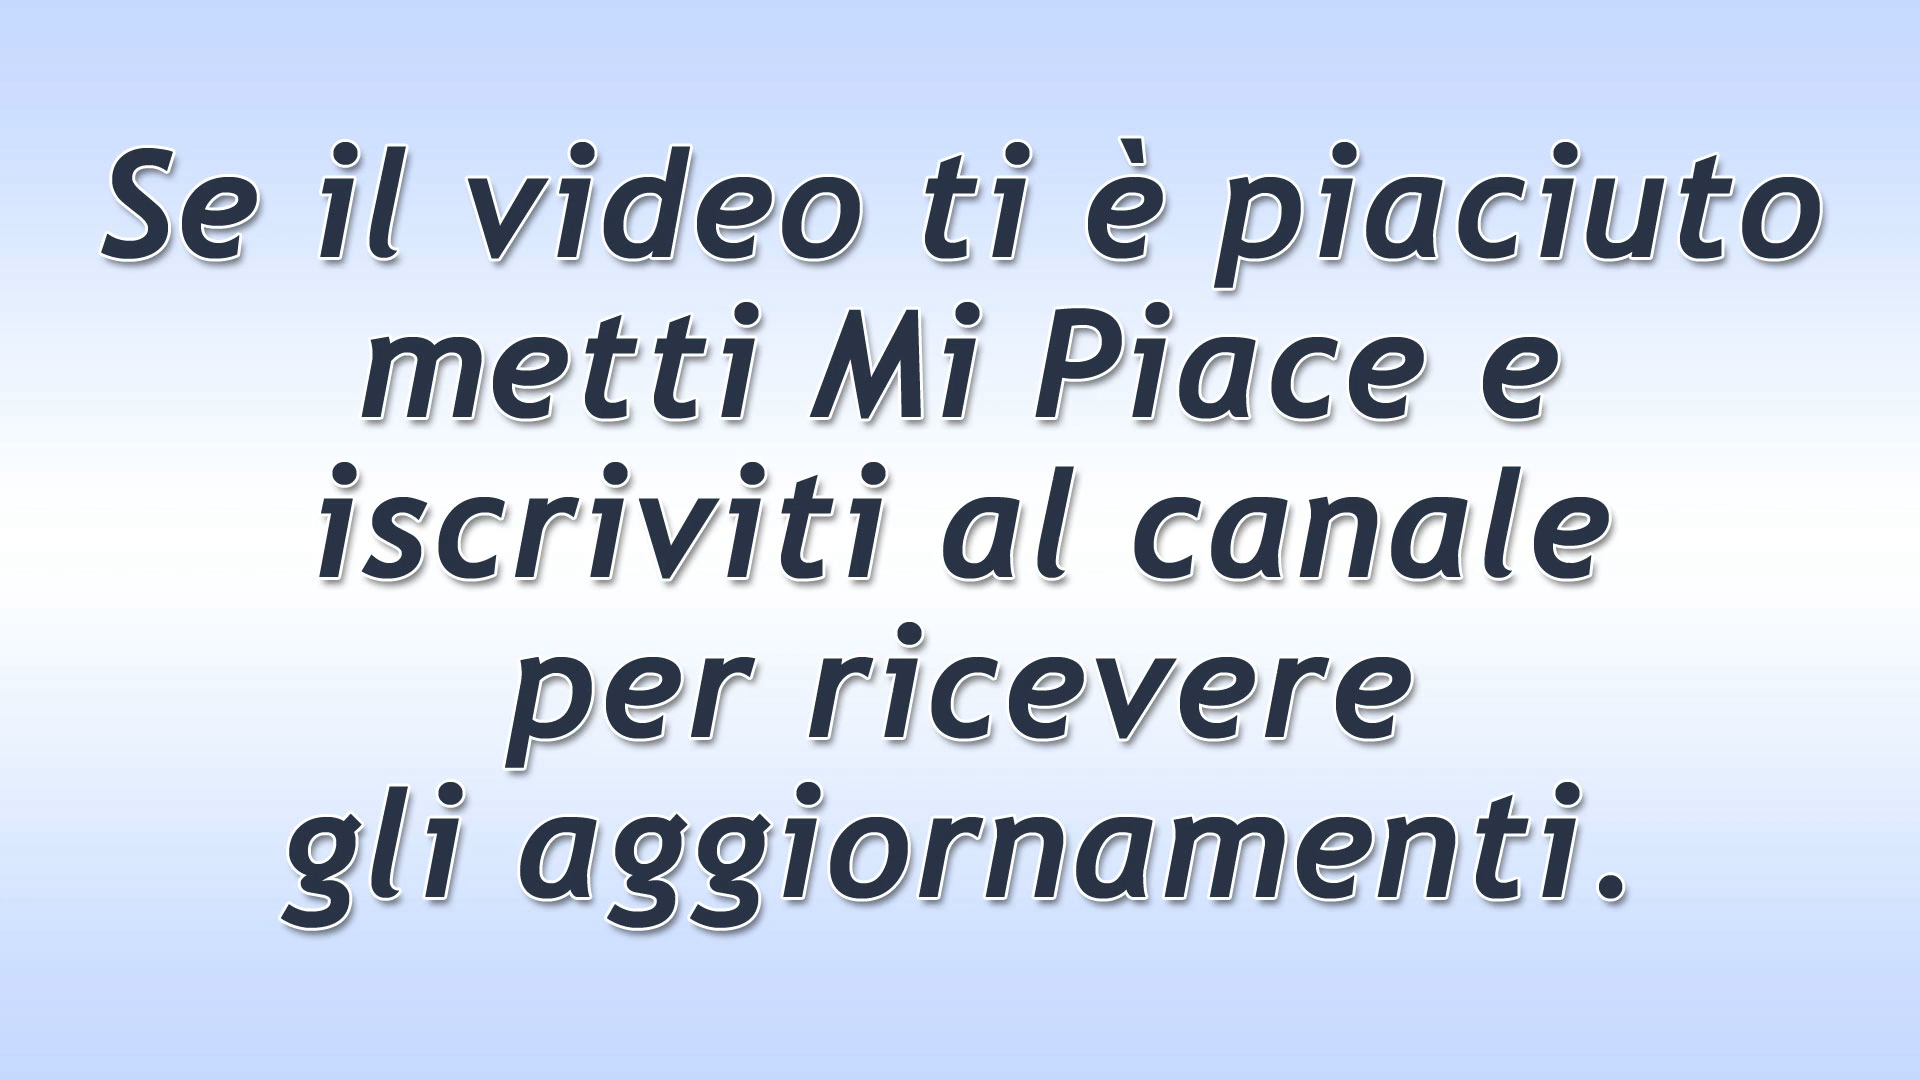 Se il video ti è piaciuto
metti Mi Piace e
iscriviti al canale
per ricevere
gli aggiornamenti.